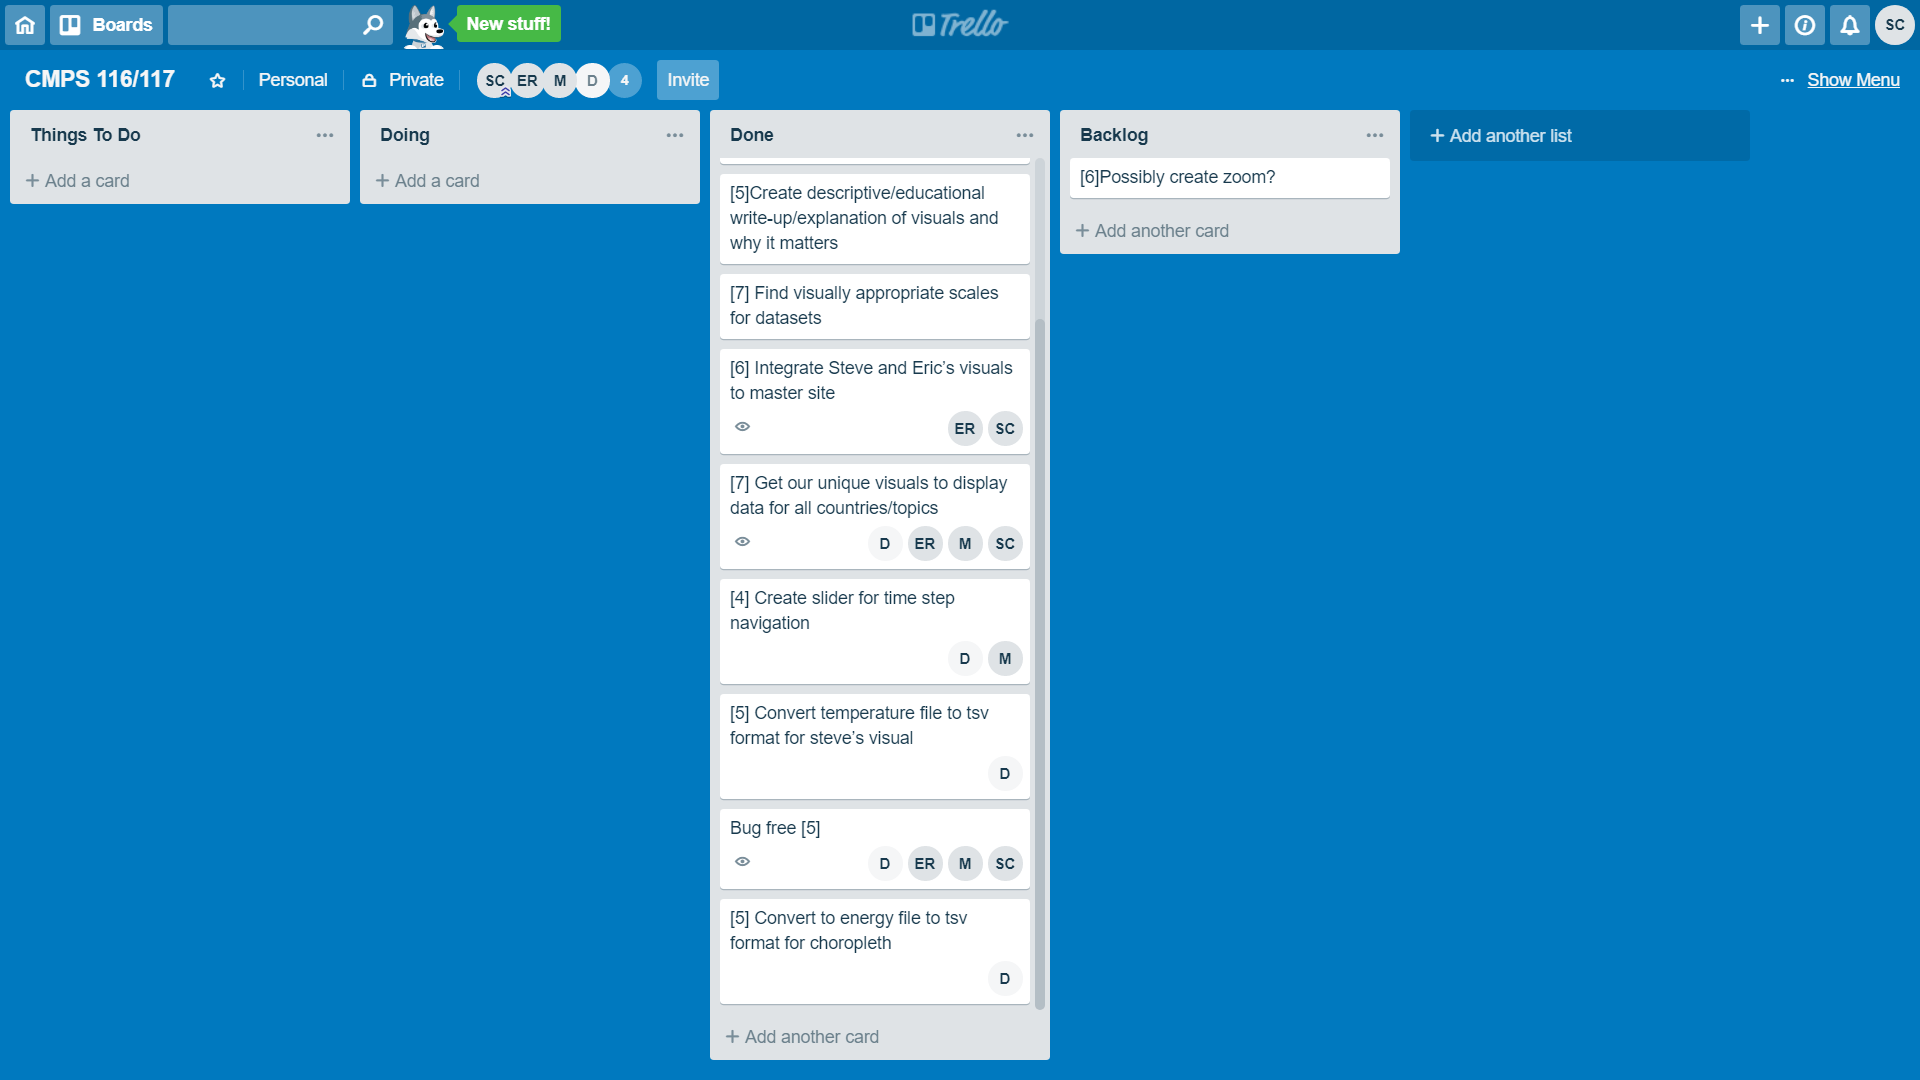 Boards
New stuff!
Trello
SC
CMPS 116/117
Personal
Private
SC ER M D 4
Invite
... Show Menu
Things To Do
+ Add a card
Doing
+ Add a card
Done
[5]Create descriptive/educational
write-up/explanation of visuals and
why it matters
[7] Find visually appropriate scales
for datasets
[6] Integrate Steve and Eric’s visuals
to master site
ER SC
[7] Get our unique visuals to display
data for all countries/topics
D ER M SC
[4] Create slider for time step
navigation
D M
[5] Convert temperature file to tsv
format for steve’s visual
D
Bug free [5]
D ER M SC
[5] Convert to energy file to tsv
format for choropleth
D
+ Add another card
Backlog
[6]Possibly create zoom?
+ Add another card
+ Add another list